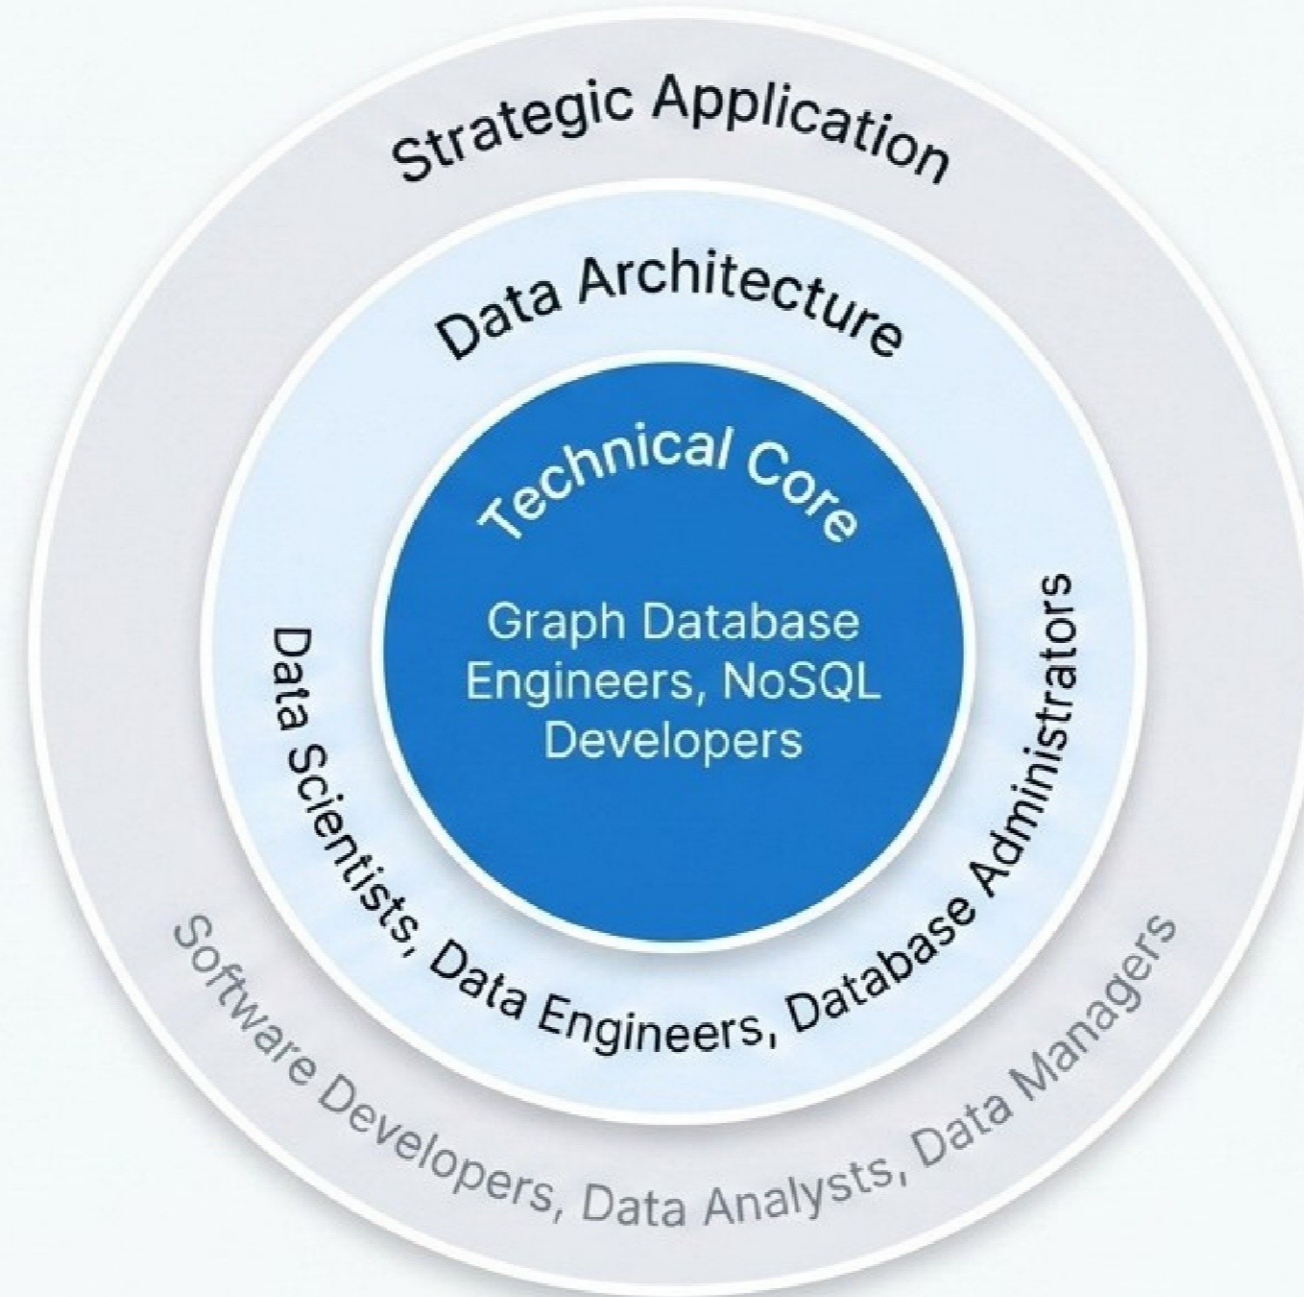 Strategic Application
Data Architecture
Technical Core
Graph Database
Engineers, NoSQL
Developers
Data Scientists, Data Engineers, Database Administrators
Software Developers, Data Analysts, Data Managers